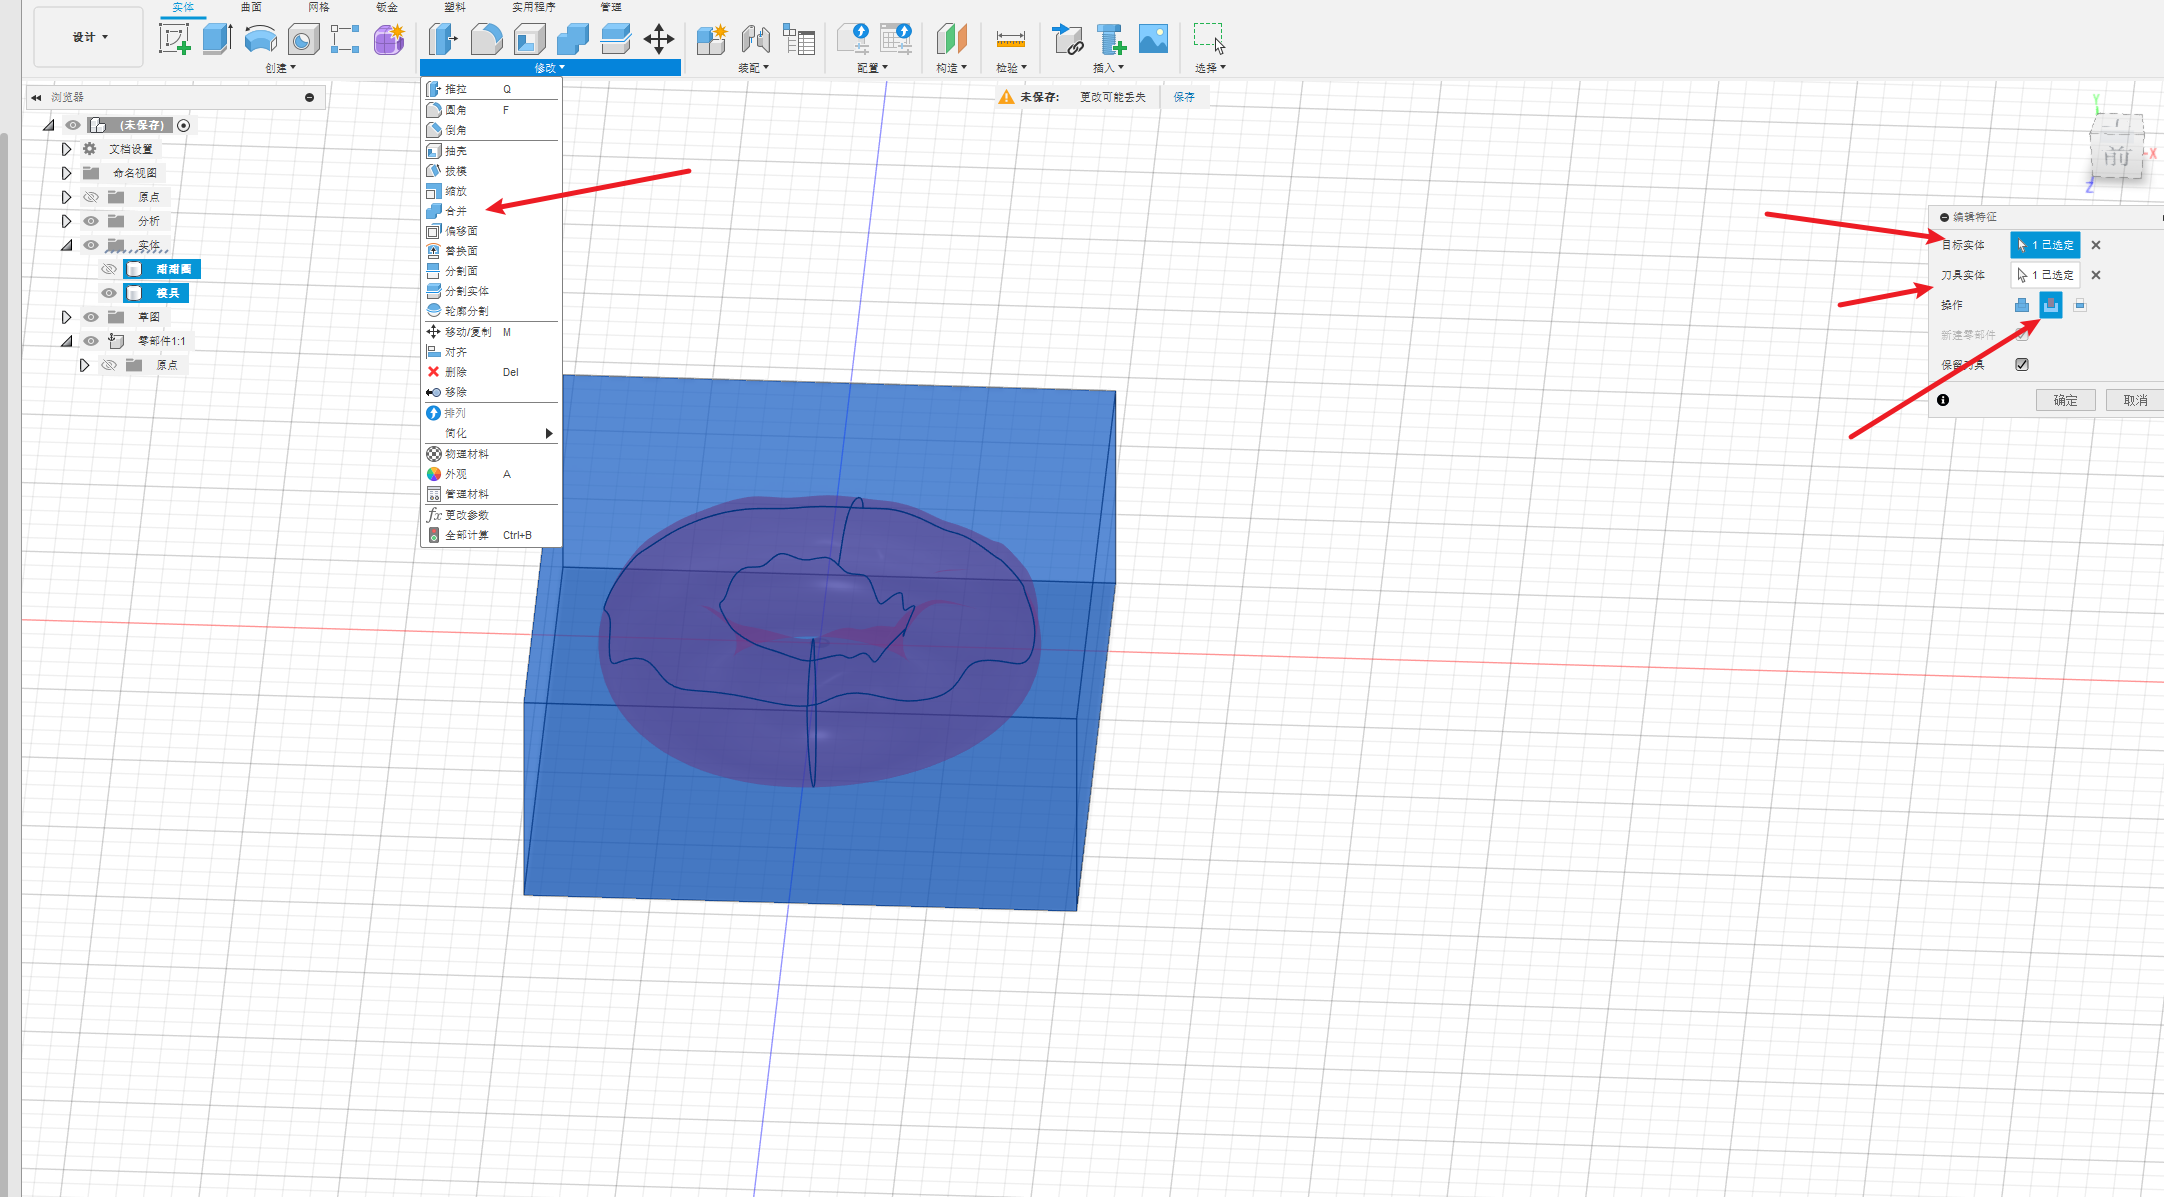 实体 曲面 网格 钣金 塑料 实用程序 管理
设计
创建 修改 装配 配置 构造 检验 插入 选择
浏览器
(未保存)
文档设置
命名视图
原点
分析
实体
甜甜圈
模具
草图
零部件1:1
原点
推拉 Q
圆角 F
倒角
抽壳
拔模
缩放
合并
偏移面
替换面
分割面
分割实体
轮廓分割
移动/复制 M
对齐
删除 Del
移除
排列
简化
物理材料
外观 A
管理材料
fx 更改参数
全部计算 Ctrl+B
未保存: 更改可能丢失 保存
Y
前
X
Z
编辑特征
目标实体 1 已选定
刀具实体 1 已选定
操作
新建零部件
保留刀具
确定 取消